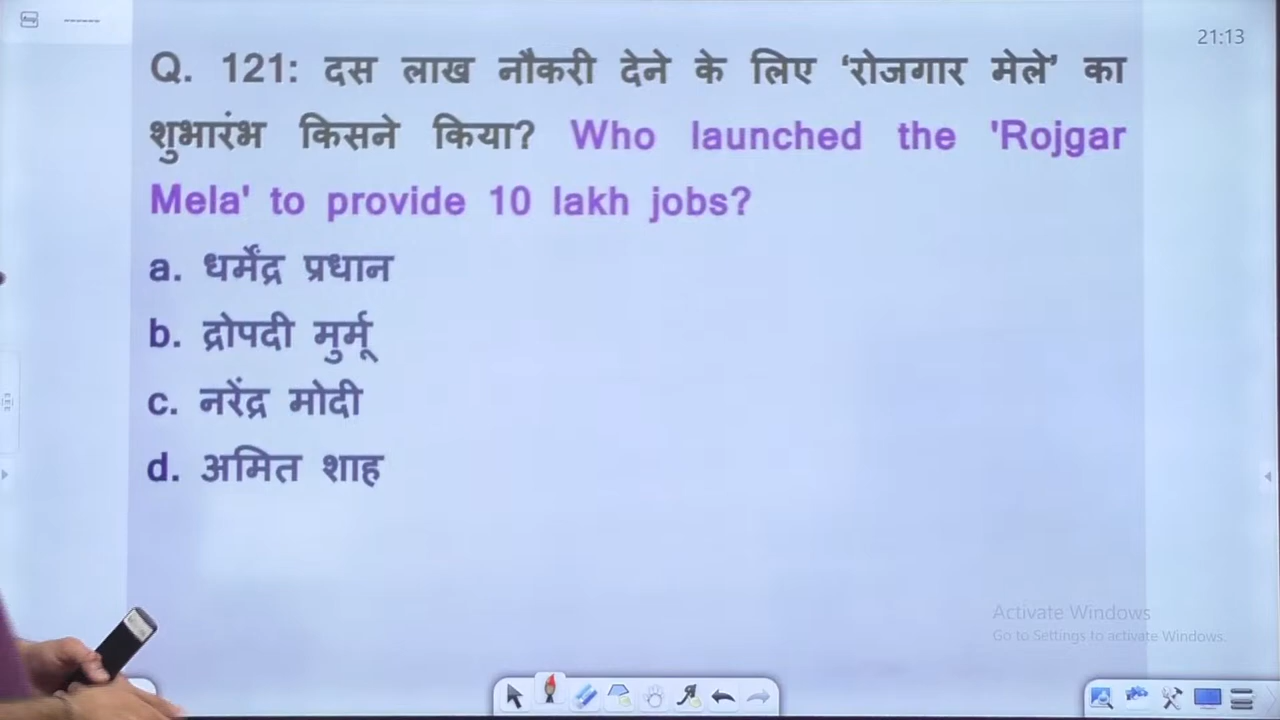 21:13
Q. 121: दस लाख नौकरी देने के लिए ‘रोजगार मेले’ का
शुभारंभ किसने किया? Who launched the 'Rojgar
Mela' to provide 10 lakh jobs?
a. धर्मेंद्र प्रधान
b. द्रोपदी मुर्मू
c. नरेंद्र मोदी
d. अमित शाह
Activate Windows
Go to Settings to activate Windows.